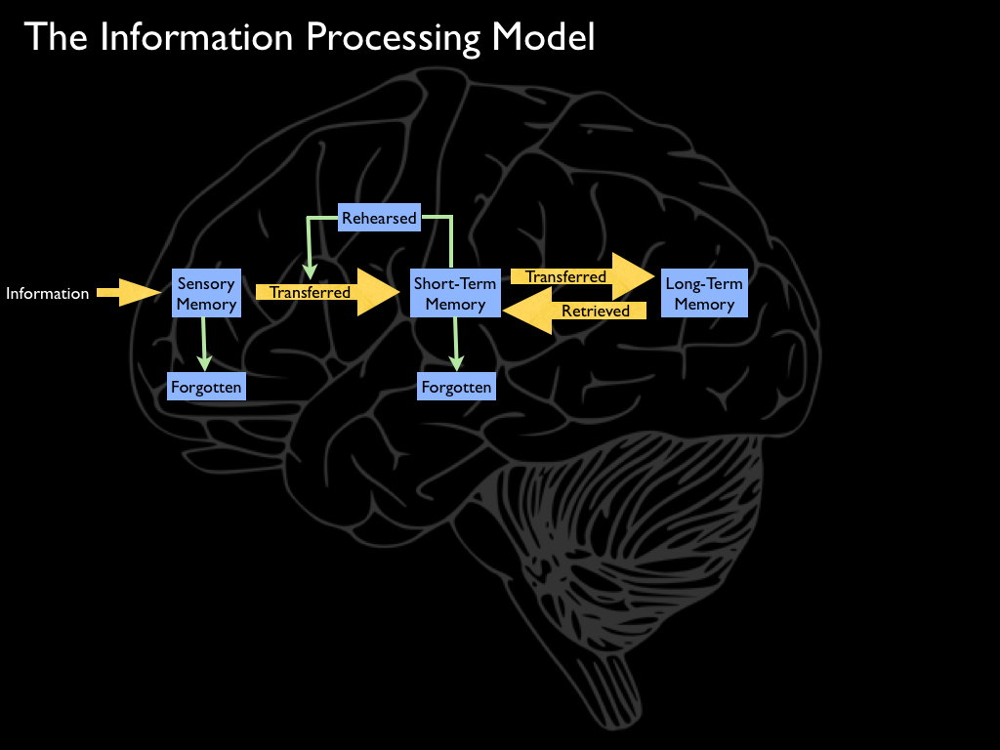 The Information Processing Model
Rehearsed
Information
Sensory
Memory
Transferred
Short-Term
Memory
Transferred
Retrieved
Long-Term
Memory
Forgotten
Forgotten